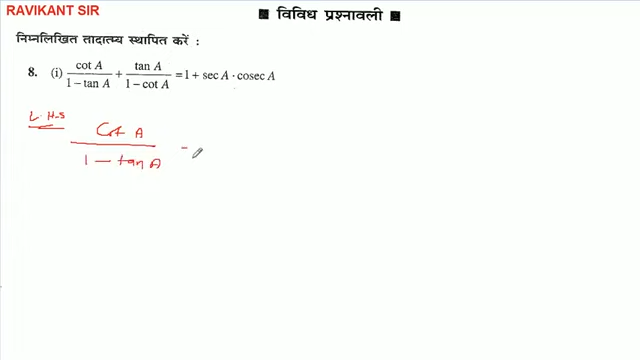 RAVIKANT SIR
■ विविध प्रश्नावली ■
निम्नलिखित तादात्म्य स्थापित करें :
8. (i) cot A / (1 − tan A) + tan A / (1 − cot A) = 1 + sec A · cosec A
L.H.S
Cot A / (1 − tan A) -